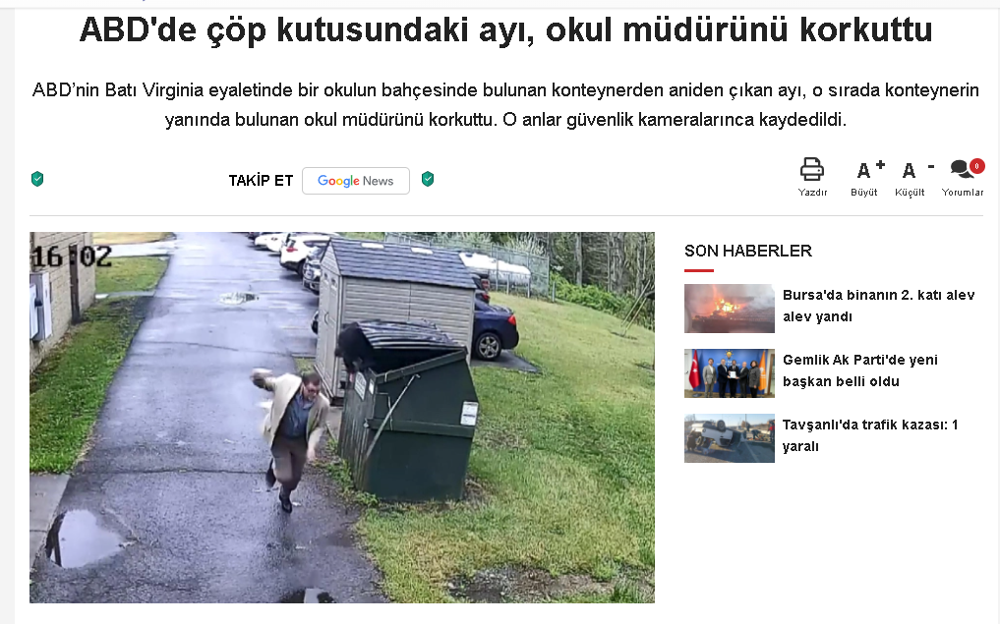 ABD'de çöp kutusundaki ayı, okul müdürünü korkuttu
ABD’nin Batı Virginia eyaletinde bir okulun bahçesinde bulunan konteynerden aniden çıkan ayı, o sırada konteynerin
yanında bulunan okul müdürünü korkuttu. O anlar güvenlik kameralarınca kaydedildi.
TAKİP ET Google News
A+ A- 0
Yazdır Büyüt Küçült Yorumlar
16:02
SON HABERLER
Bursa'da binanın 2. katı alev
alev yandı
Gemlik Ak Parti'de yeni
başkan belli oldu
Tavşanlı'da trafik kazası: 1
yaralı